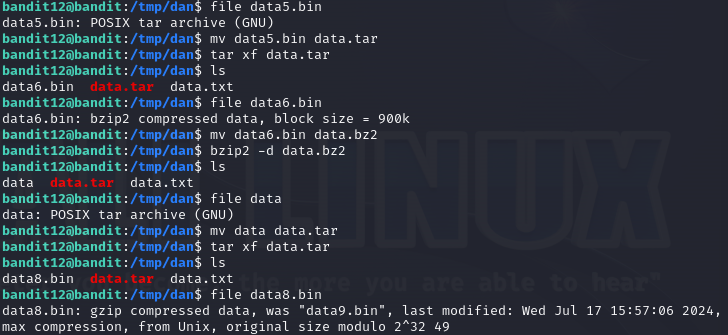 bandit12@bandit:/tmp/dan$ file data5.bin
data5.bin: POSIX tar archive (GNU)
bandit12@bandit:/tmp/dan$ mv data5.bin data.tar
bandit12@bandit:/tmp/dan$ tar xf data.tar
bandit12@bandit:/tmp/dan$ ls
data6.bin  data.tar  data.txt
bandit12@bandit:/tmp/dan$ file data6.bin
data6.bin: bzip2 compressed data, block size = 900k
bandit12@bandit:/tmp/dan$ mv data6.bin data.bz2
bandit12@bandit:/tmp/dan$ bzip2 -d data.bz2
bandit12@bandit:/tmp/dan$ ls
data  data.tar  data.txt
bandit12@bandit:/tmp/dan$ file data
data: POSIX tar archive (GNU)
bandit12@bandit:/tmp/dan$ mv data data.tar
bandit12@bandit:/tmp/dan$ tar xf data.tar
bandit12@bandit:/tmp/dan$ ls
data8.bin  data.tar  data.txt
bandit12@bandit:/tmp/dan$ file data8.bin
data8.bin: gzip compressed data, was "data9.bin", last modified: Wed Jul 17 15:57:06 2024,
max compression, from Unix, original size modulo 2^32 49
LINUX
the more you are able to hear"